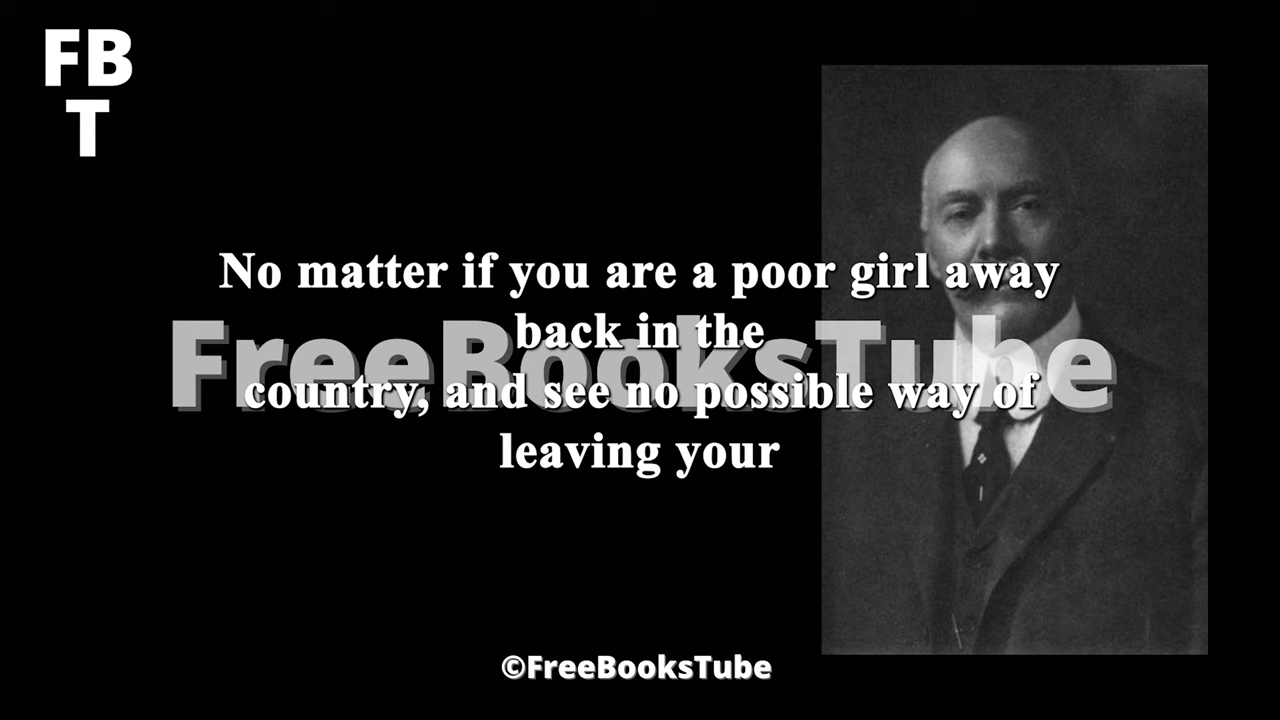 FB
T
No matter if you are a poor girl away
back in the
FreeBooksTube
country, and see no possible way of
leaving your
©FreeBooksTube